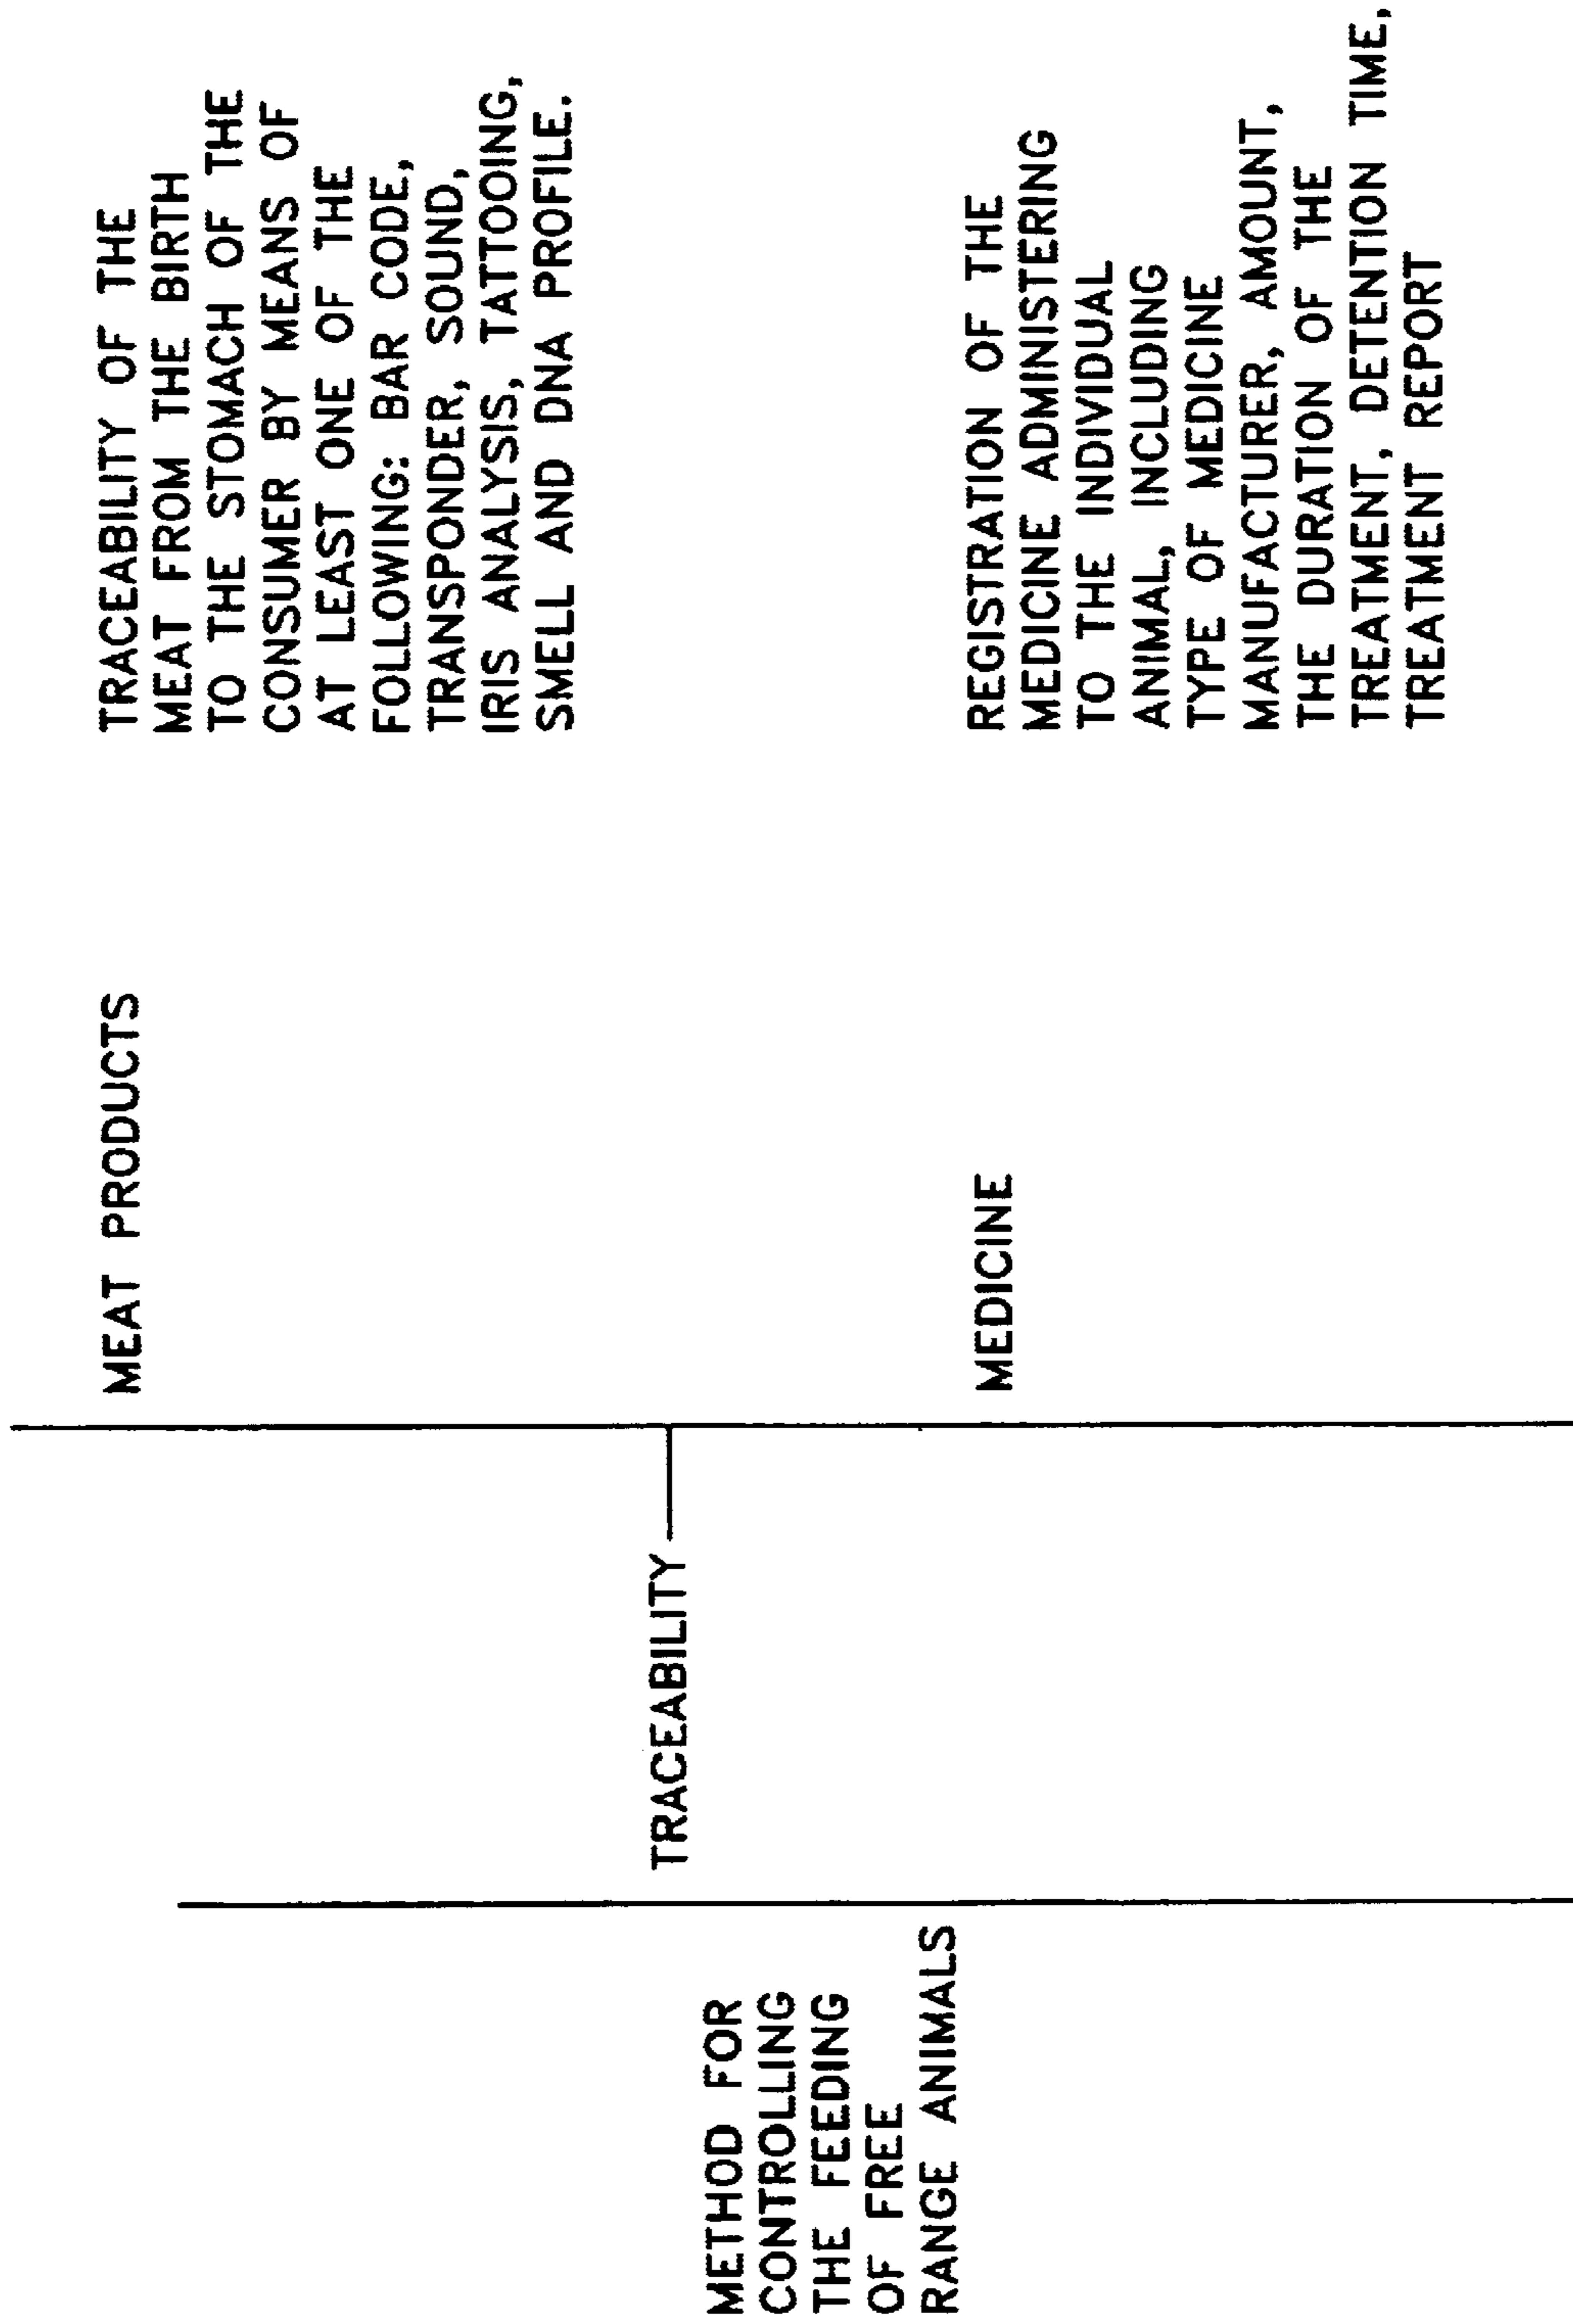 METHOD FOR
CONTROLLING
THE FEEDING
OF FREE
RANGE ANIMALS
TRACEABILITY
MEAT PRODUCTS
TRACEABILITY OF THE
MEAT FROM THE BIRTH
TO THE STOMACH OF THE
CONSUMER BY MEANS OF
AT LEAST ONE OF THE
FOLLOWING: BAR CODE,
TRANSPONDER, SOUND,
IRIS ANALYSIS, TATTOOING,
SMELL AND DNA PROFILE.
MEDICINE
REGISTRATION OF THE
MEDICINE ADMINISTERING
TO THE INDIVIDUAL
ANIMAL, INCLUDING
TYPE OF MEDICINE
MANUFACTURER, AMOUNT,
THE DURATION OF THE
TREATMENT, DETENTION TIME,
TREATMENT REPORT